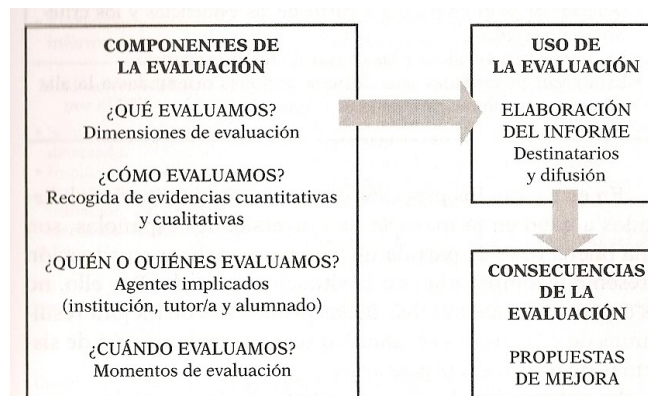 COMPONENTES DE
LA EVALUACIÓN
¿QUÉ EVALUAMOS?
Dimensiones de evaluación
¿CÓMO EVALUAMOS?
Recogida de evidencias cuantitativas
y cualitativas
¿QUIÉN O QUIÉNES EVALUAMOS?
Agentes implicados
(institución, tutor/a y alumnado)
¿CUÁNDO EVALUAMOS?
Momentos de evaluación
USO DE
LA EVALUACIÓN
ELABORACIÓN
DEL INFORME
Destinatarios
y difusión
CONSECUENCIAS
DE LA
EVALUACIÓN
PROPUESTAS
DE MEJORA